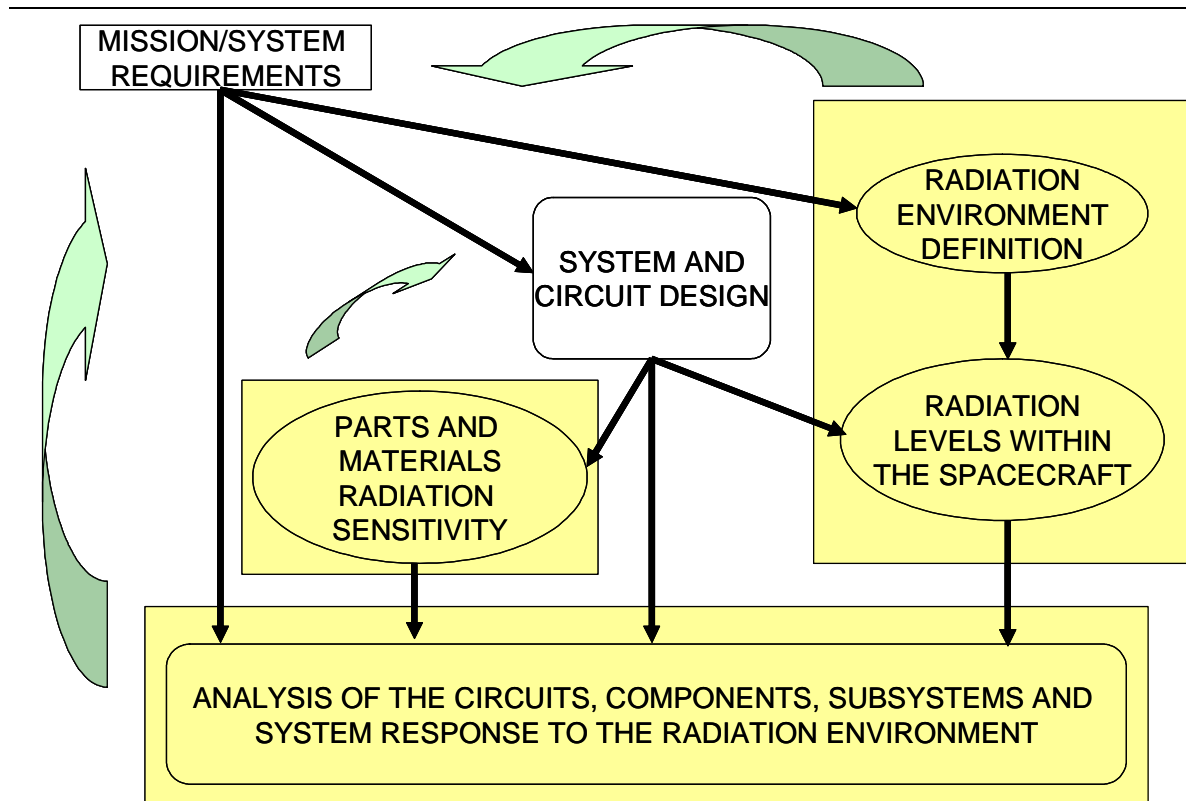 MISSION/SYSTEM
REQUIREMENTS
RADIATION
ENVIRONMENT
DEFINITION
SYSTEM AND
CIRCUIT DESIGN
RADIATION
LEVELS WITHIN
THE SPACECRAFT
PARTS AND
MATERIALS
RADIATION
SENSITIVITY
ANALYSIS OF THE CIRCUITS, COMPONENTS, SUBSYSTEMS AND
SYSTEM RESPONSE TO THE RADIATION ENVIRONMENT